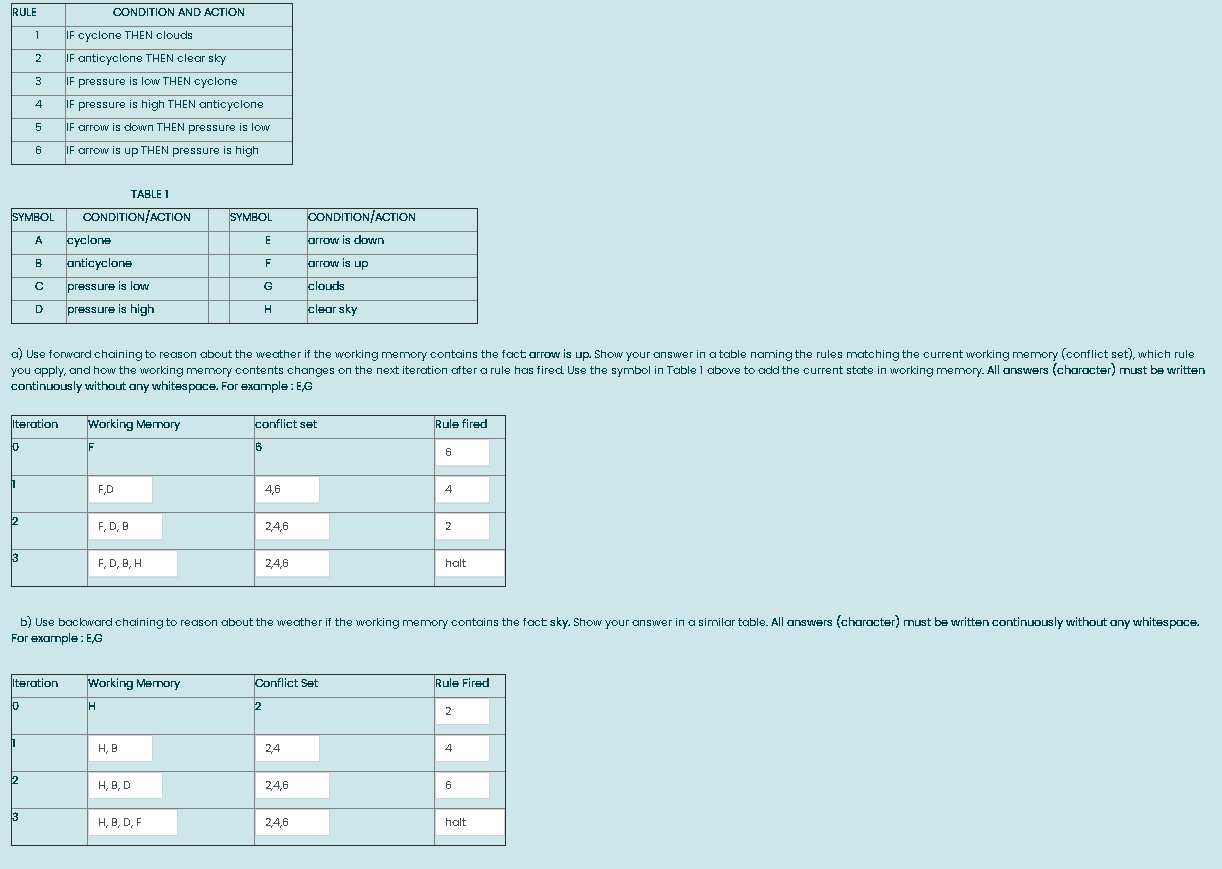 RULE CONDITION AND ACTION
1 IF cyclone THEN clouds
2 IF anticyclone THEN clear sky
3 IF pressure is low THEN cyclone
4 IF pressure is high THEN anticyclone
5 IF arrow is down THEN pressure is low
6 IF arrow is up THEN pressure is high
TABLE 1
SYMBOL CONDITION/ACTION SYMBOL CONDITION/ACTION
A cyclone E arrow is down
B anticyclone F arrow is up
C pressure is low G clouds
D pressure is high H clear sky
a) Use forward chaining to reason about the weather if the working memory contains the fact: arrow is up. Show your answer in a table naming the rules matching the current working memory (conflict set), which rule
you apply, and how the working memory contents changes on the next iteration after a rule has fired. Use the symbol in Table 1 above to add the current state in working memory. All answers (character) must be written
continuously without any whitespace. For example : E,G
Iteration Working Memory conflict set Rule fired
0 F 6 6
1 F,D 4,6 4
2 F, D, B 2,4,6 2
3 F, D, B, H 2,4,6 halt
b) Use backward chaining to reason about the weather if the working memory contains the fact: sky. Show your answer in a similar table. All answers (character) must be written continuously without any whitespace.
For example : E,G
Iteration Working Memory Conflict Set Rule Fired
0 H 2 2
1 H, B 2,4 4
2 H, B, D 2,4,6 6
3 H, B, D, F 2,4,6 halt